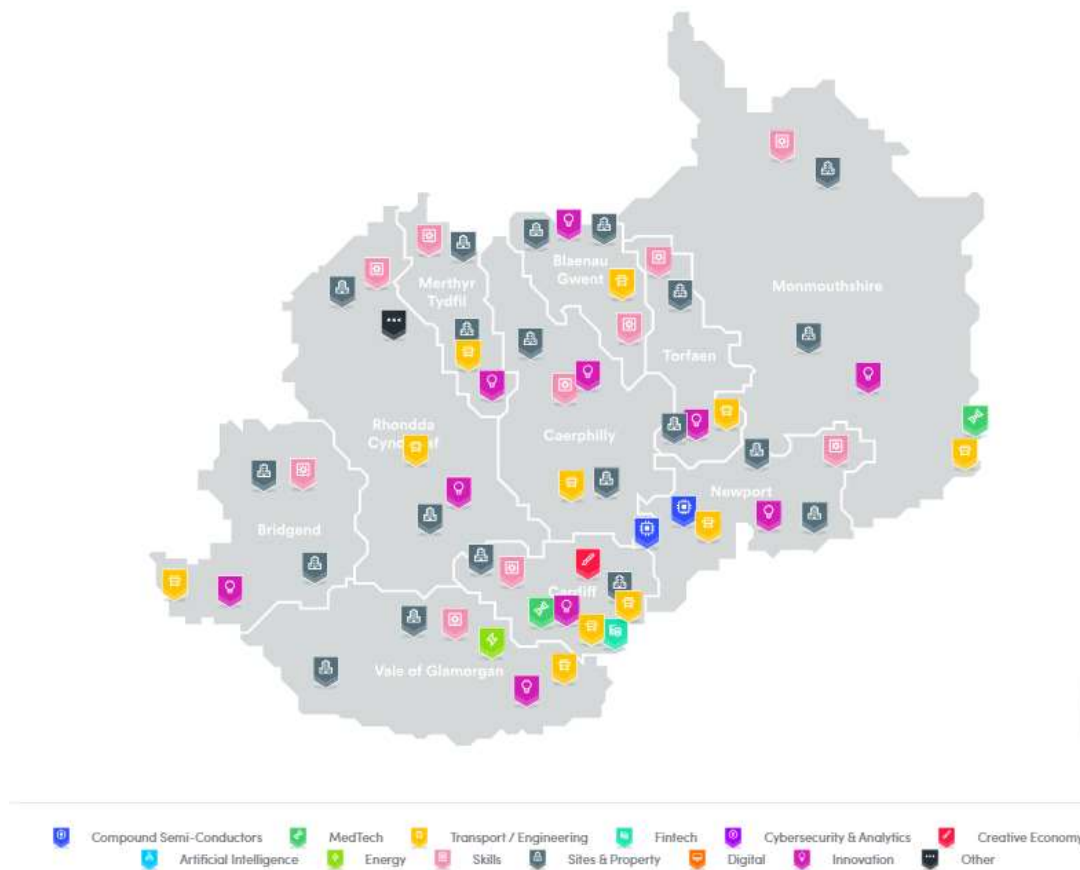 Blaenau
Gwent
Merthyr
Tydfil
Monmouthshire
Torfaen
Rhondda
Caerphilly
Newport
Bridgend
Cardiff
Vale of Glamorgan
Compound Semi-Conductors MedTech Transport / Engineering Fintech Cybersecurity & Analytics Creative Economy
Artificial Intelligence Energy Skills Sites & Property Digital Innovation Other